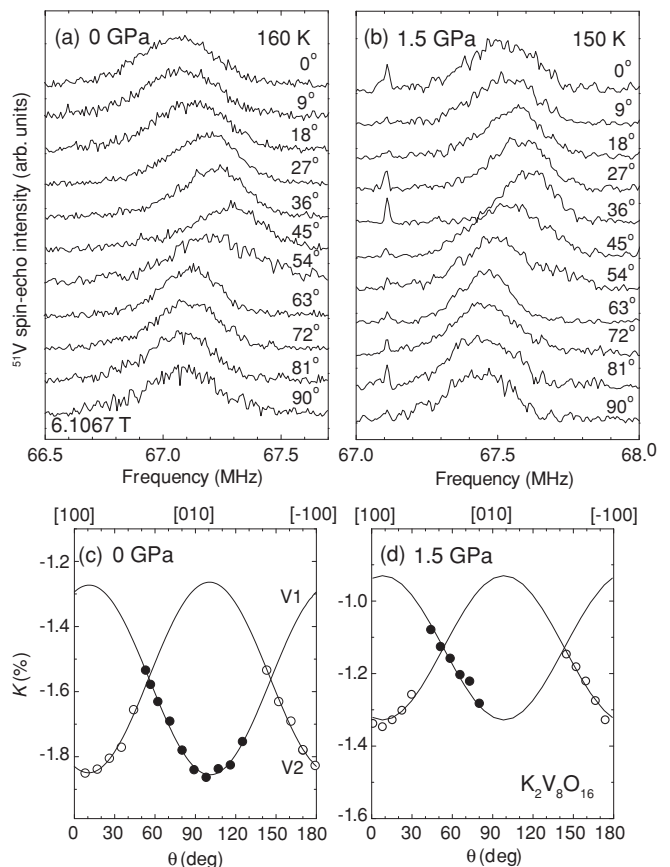 (a) 0 GPa 160 K
0°
9°
18°
27°
36°
45°
54°
63°
72°
81°
90°
6.1067 T
66.5 67.0 67.5
Frequency (MHz)
⁵¹V spin-echo intensity (arb. units)
(b) 1.5 GPa 150 K
0°
9°
18°
27°
36°
45°
54°
63°
72°
81°
90°
67.0 67.5 68.0
Frequency (MHz)
[100] [010] [-100]
(c) 0 GPa
V1
V2
-1.2
-1.4
-1.6
-1.8
K (%)
0 30 60 90 120 150 180
θ (deg)
[100] [010] [-100]
(d) 1.5 GPa
K₂V₈O₁₆
-1.0
-1.2
-1.4
-1.6
0 30 60 90 120 150 180
θ (deg)